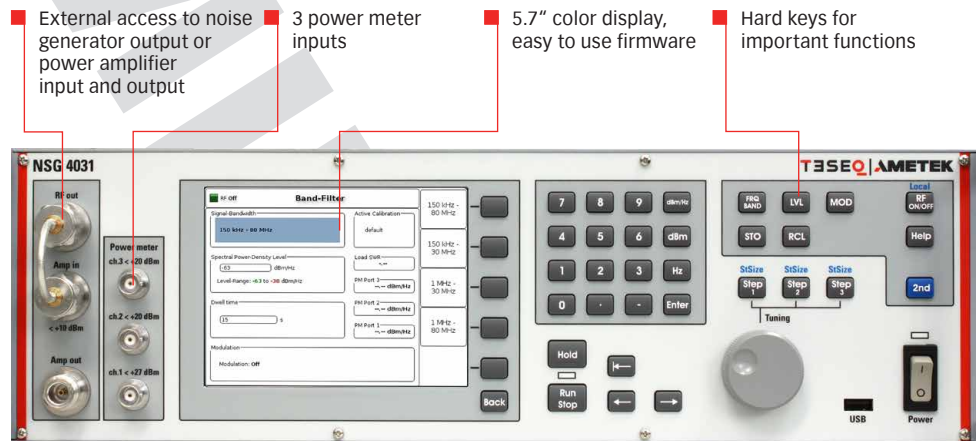 External access to noise
generator output or
power amplifier
input and output
3 power meter
inputs
5.7“ color display,
easy to use firmware
Hard keys for
important functions
NSG 4031
TESEQ AMETEK
RF out
Amp in
< +10 dBm
Amp out
Power meter
ch.3 < +20 dBm
ch.2 < +20 dBm
ch.1 < +27 dBm
RF Off
Band-Filter
Signal-Bandwidth
150 kHz - 80 MHz
Active Calibration
default
Spectral Power-Density Level
-63 dBm/Hz
Level-Range: -63 to -38 dBm/Hz
Load SWR
-.--
PM Port 3
--.-- dBm/Hz
Dwell time
15 s
PM Port 2
--.-- dBm/Hz
PM Port 1
--.-- dBm/Hz
Modulation
Modulation: Off
150 kHz -
80 MHz
150 kHz -
30 MHz
1 MHz -
30 MHz
1 MHz -
80 MHz
Back
7 8 9 dBm/Hz
4 5 6 dBm
1 2 3 Hz
0 . - Enter
Hold
Run
Stop
FRQ
BAND
LVL
MOD
Local
RF
ON/OFF
STO
RCL
Help
StSize StSize StSize
Step
1
Step
2
Step
3
2nd
Tuning
USB
Power